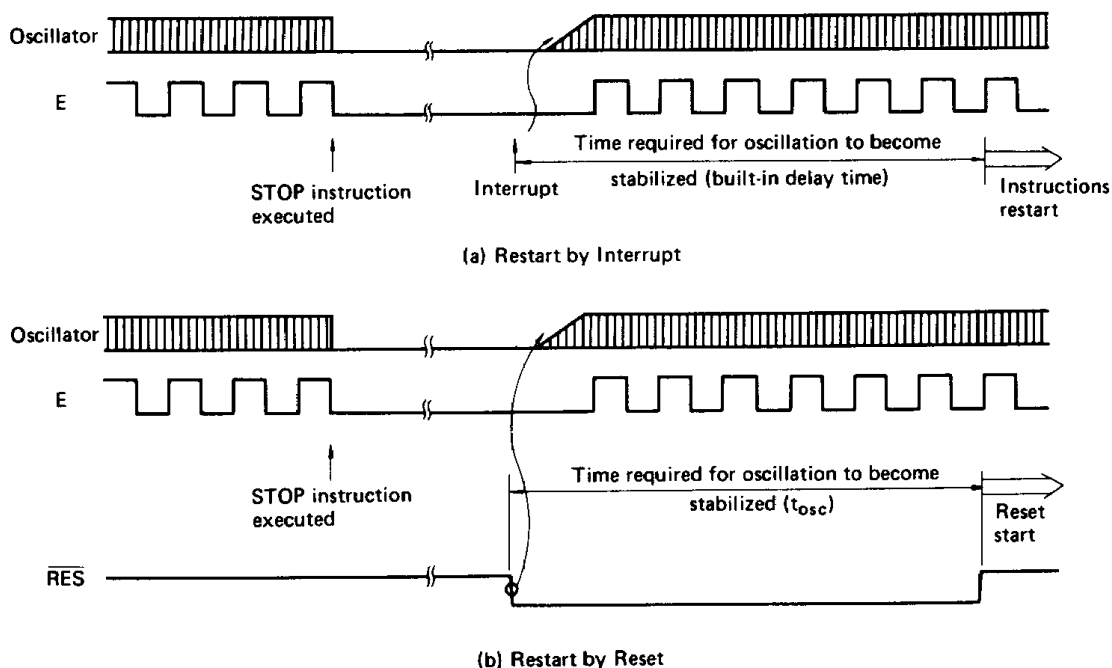 Oscillator
E
Time required for oscillation to become
stabilized (built-in delay time)
STOP instruction
executed
Interrupt
Instructions
restart
(a) Restart by Interrupt
Oscillator
E
Time required for oscillation to become
stabilized (tosc)
STOP instruction
executed
Reset
start
RES
(b) Restart by Reset